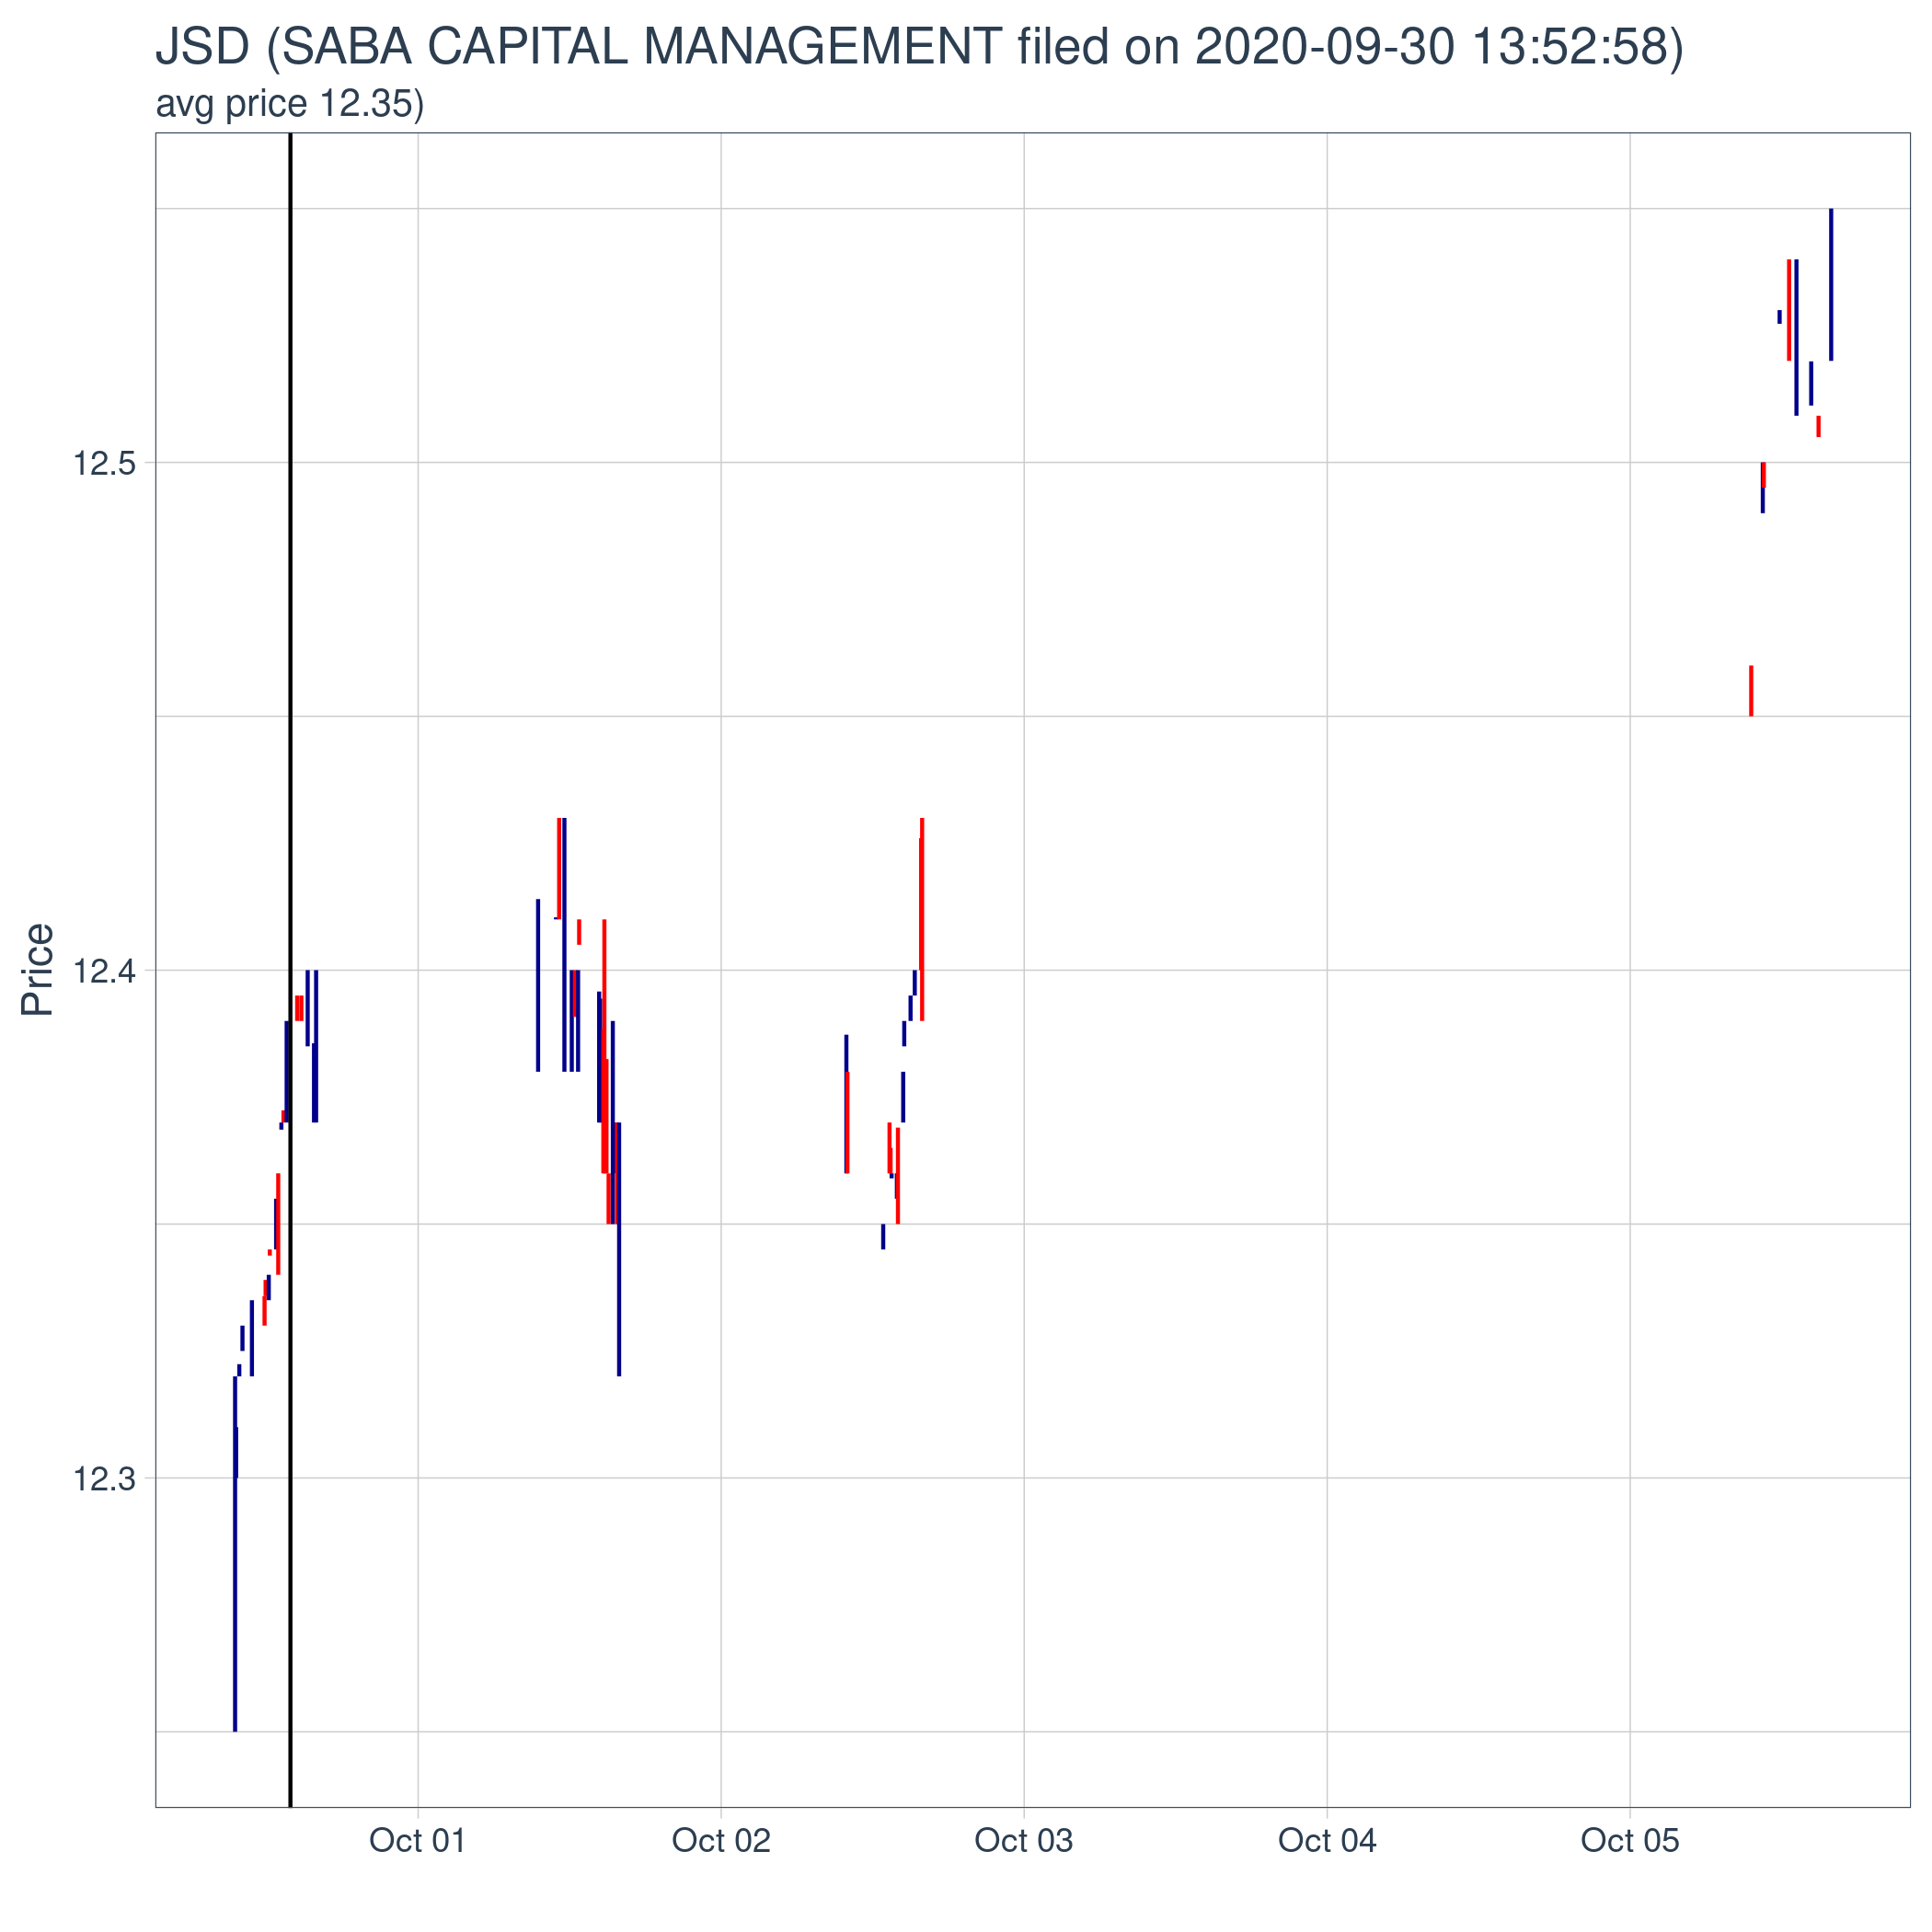 JSD (SABA CAPITAL MANAGEMENT filed on 2020-09-30 13:52:58)
avg price 12.35)
12.5
12.4
12.3
Price
Oct 01
Oct 02
Oct 03
Oct 04
Oct 05